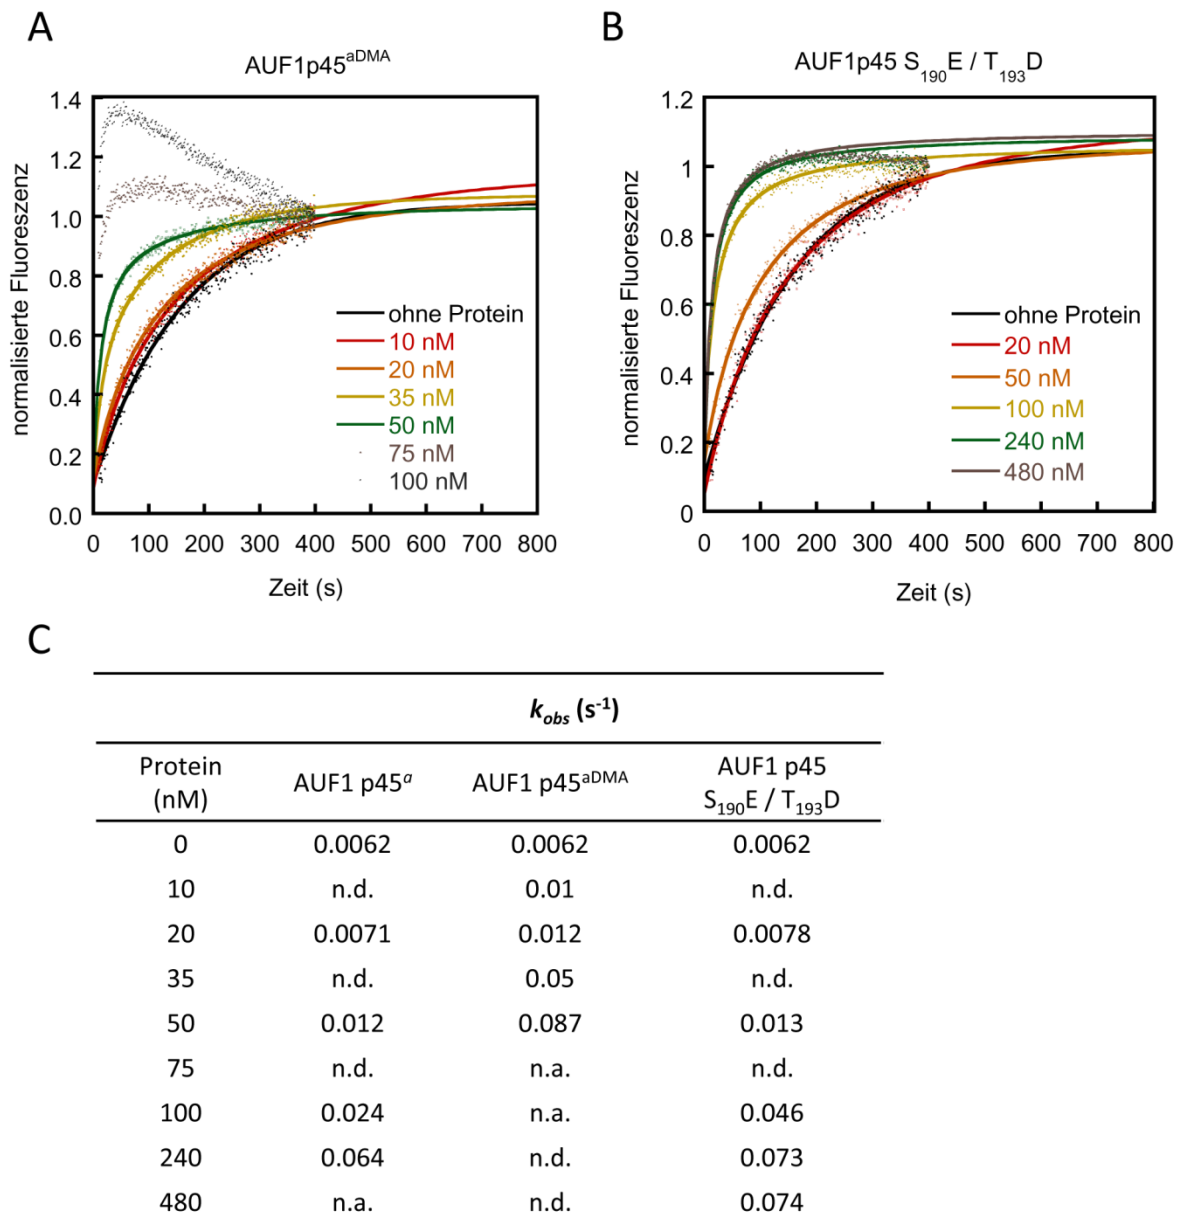 A
AUF1p45aDMA
normalisierte Fluoreszenz
1.4
1.2
1.0
0.8
0.6
0.4
0.2
0.0
ohne Protein
10 nM
20 nM
35 nM
50 nM
75 nM
100 nM
0 100 200 300 400 500 600 700 800
Zeit (s)
B
AUF1p45 S190E / T193D
normalisierte Fluoreszenz
1.2
1
0.8
0.6
0.4
0.2
0
ohne Protein
20 nM
50 nM
100 nM
240 nM
480 nM
0 100 200 300 400 500 600 700 800
Zeit (s)
C
kobs (s-1)
Protein (nM) AUF1 p45a AUF1 p45aDMA AUF1 p45 S190E / T193D
0 0.0062 0.0062 0.0062
10 n.d. 0.01 n.d.
20 0.0071 0.012 0.0078
35 n.d. 0.05 n.d.
50 0.012 0.087 0.013
75 n.d. n.a. n.d.
100 0.024 n.a. 0.046
240 0.064 n.d. 0.073
480 n.a. n.d. 0.074